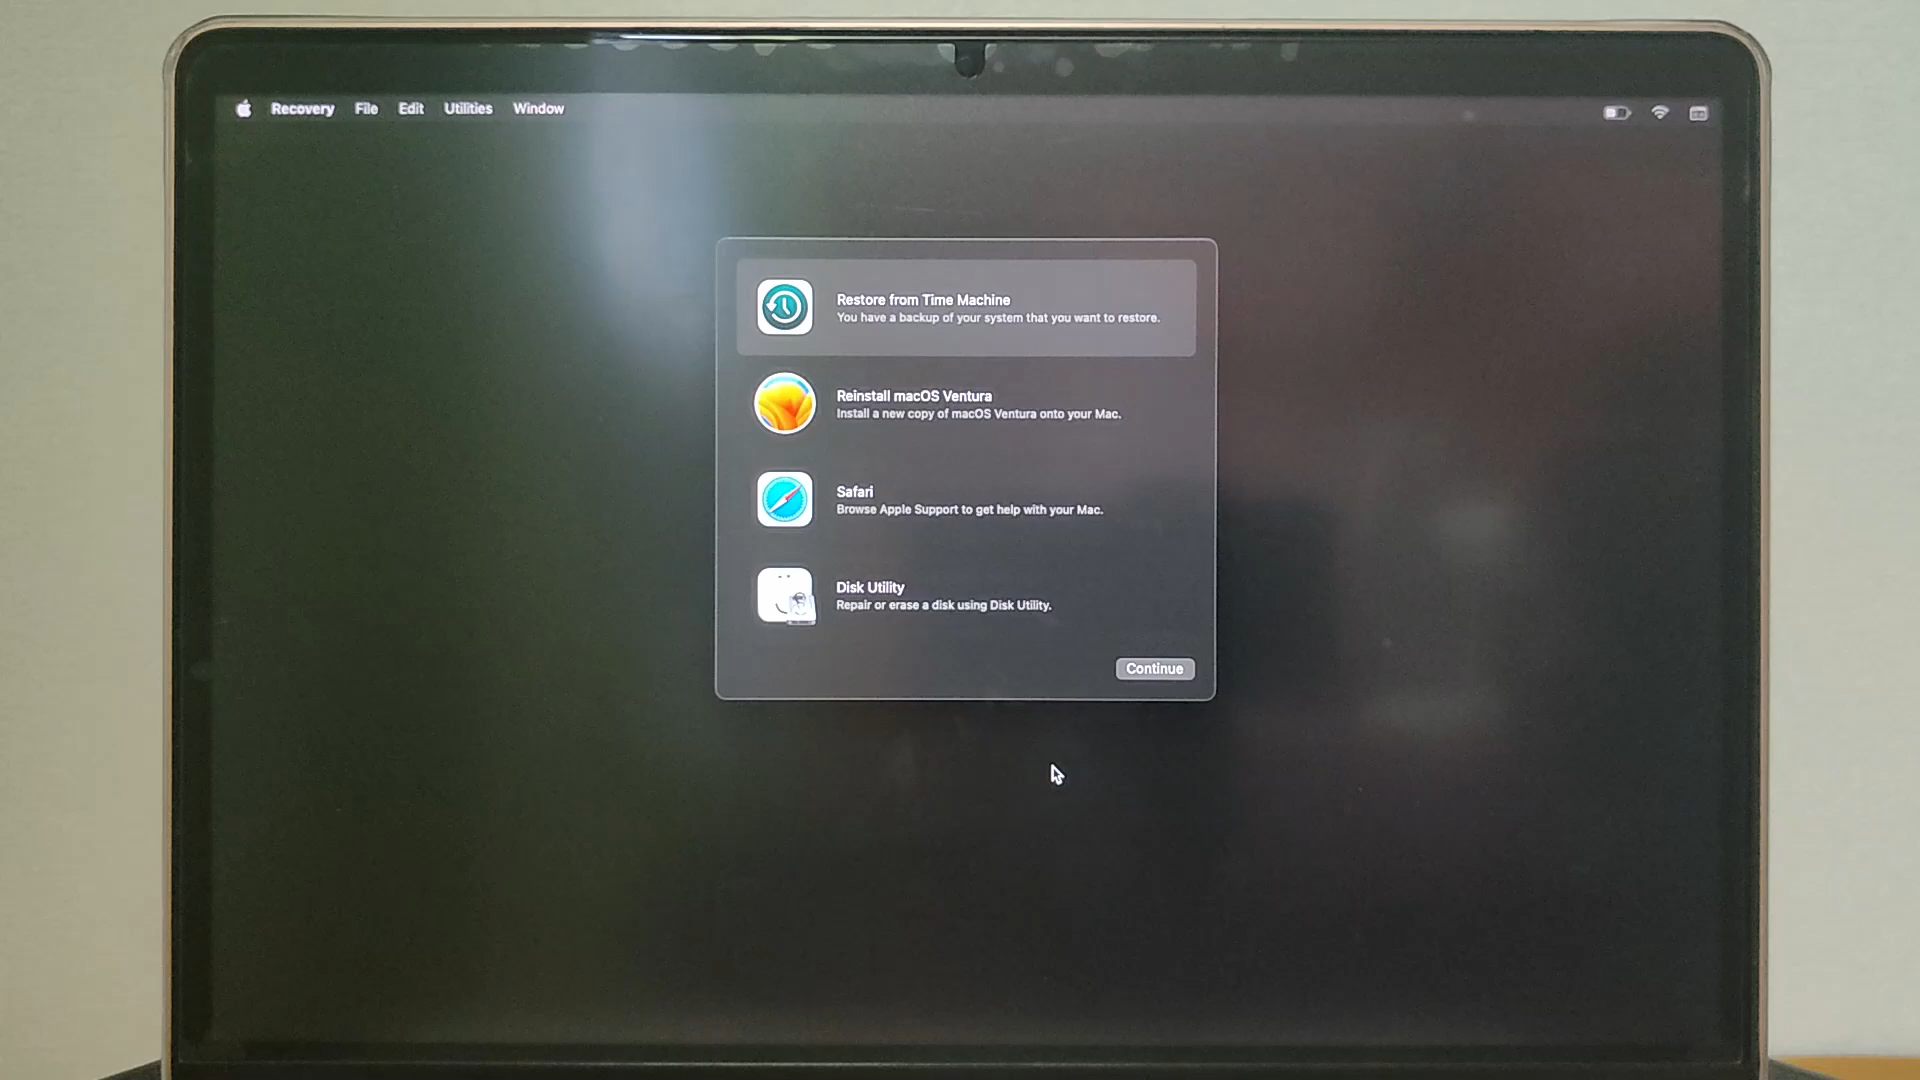 Recovery File Edit Utilities Window
Restore from Time Machine
You have a backup of your system that you want to restore.
Reinstall macOS Ventura
Install a new copy of macOS Ventura onto your Mac.
Safari
Browse Apple Support to get help with your Mac.
Disk Utility
Repair or erase a disk using Disk Utility.
Continue